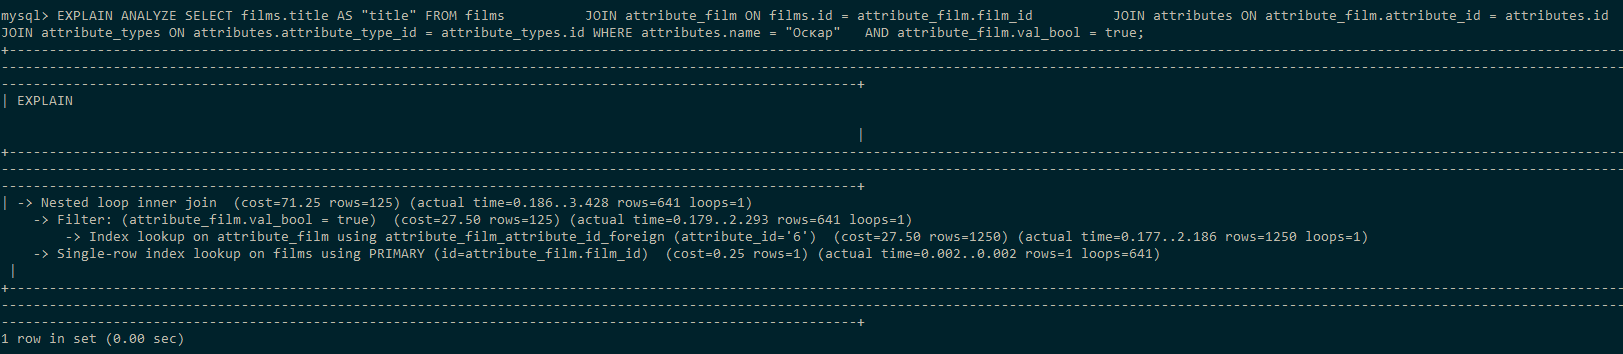 mysql> EXPLAIN ANALYZE SELECT films.title AS "title" FROM films          JOIN attribute_film ON films.id = attribute_film.film_id          JOIN attributes ON attribute_film.attribute_id = attributes.id
JOIN attribute_types ON attributes.attribute_type_id = attribute_types.id WHERE attributes.name = "Оскар"   AND attribute_film.val_bool = true;
| EXPLAIN
|
| -> Nested loop inner join  (cost=71.25 rows=125) (actual time=0.186..3.428 rows=641 loops=1)
    -> Filter: (attribute_film.val_bool = true)  (cost=27.50 rows=125) (actual time=0.179..2.293 rows=641 loops=1)
        -> Index lookup on attribute_film using attribute_film_attribute_id_foreign (attribute_id='6')  (cost=27.50 rows=1250) (actual time=0.177..2.186 rows=1250 loops=1)
    -> Single-row index lookup on films using PRIMARY (id=attribute_film.film_id)  (cost=0.25 rows=1) (actual time=0.002..0.002 rows=1 loops=641)
 |
1 row in set (0.00 sec)